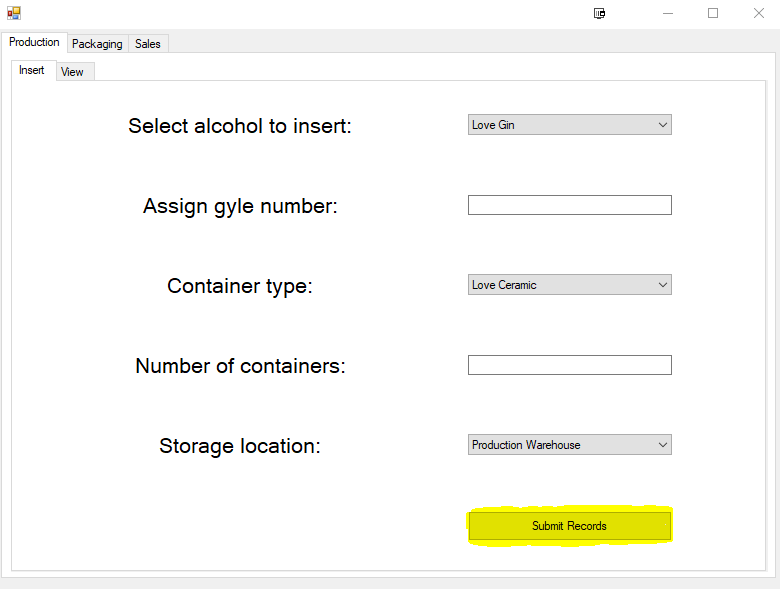 Production Packaging Sales
Insert View
Select alcohol to insert: Love Gin
Assign gyle number:
Container type: Love Ceramic
Number of containers:
Storage location: Production Warehouse
Submit Records